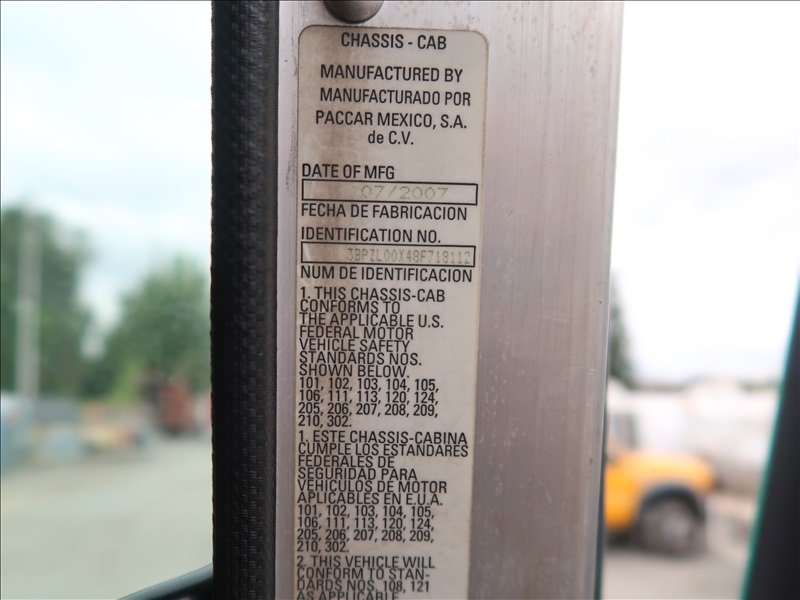 CHASSIS - CAB
MANUFACTURED BY
MANUFACTURADO POR
PACCAR MEXICO, S.A.
de C.V.
DATE OF MFG
07/2007
FECHA DE FABRICACION
IDENTIFICATION NO.
3BPZL00X48F718112
NUM DE IDENTIFICACION
1. THIS CHASSIS-CAB
CONFORMS TO
THE APPLICABLE U.S.
FEDERAL MOTOR
VEHICLE SAFETY
STANDARDS NOS.
SHOWN BELOW.
101, 102, 103, 104, 105,
106, 111, 113, 120, 124,
205, 206, 207, 208, 209,
210, 302.
1. ESTE CHASSIS-CABINA
CUMPLE LOS ESTANDARES
FEDERALES DE
SEGURIDAD PARA
VEHICULOS DE MOTOR
APLICABLES EN E.U.A.
101, 102, 103, 104, 105,
106, 111, 113, 120, 124,
205, 206, 207, 208, 209,
210, 302.
2. THIS VEHICLE WILL
CONFORM TO STAN-
DARDS NOS. 108, 121
AS APPLICABLE